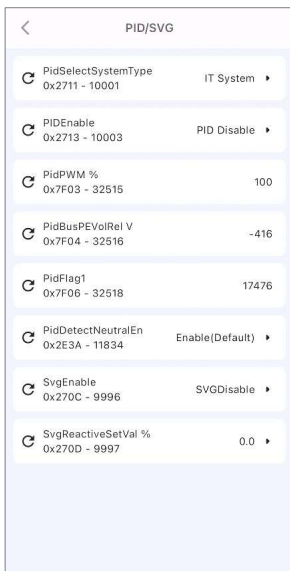 PID/SVG
PidSelectSystemType
0x2711 - 10001
IT System
PIDEnable
0x2713 - 10003
PID Disable
PidPWM %
0x7F03 - 32515
100
PidBusPEVolRel V
0x7F04 - 32516
-416
PidFlag1
0x7F06 - 32518
17476
PidDetectNeutralEn
0x2E3A - 11834
Enable(Default)
SvgEnable
0x270C - 9996
SVGDisable
SvgReactiveSetVal %
0x270D - 9997
0.0